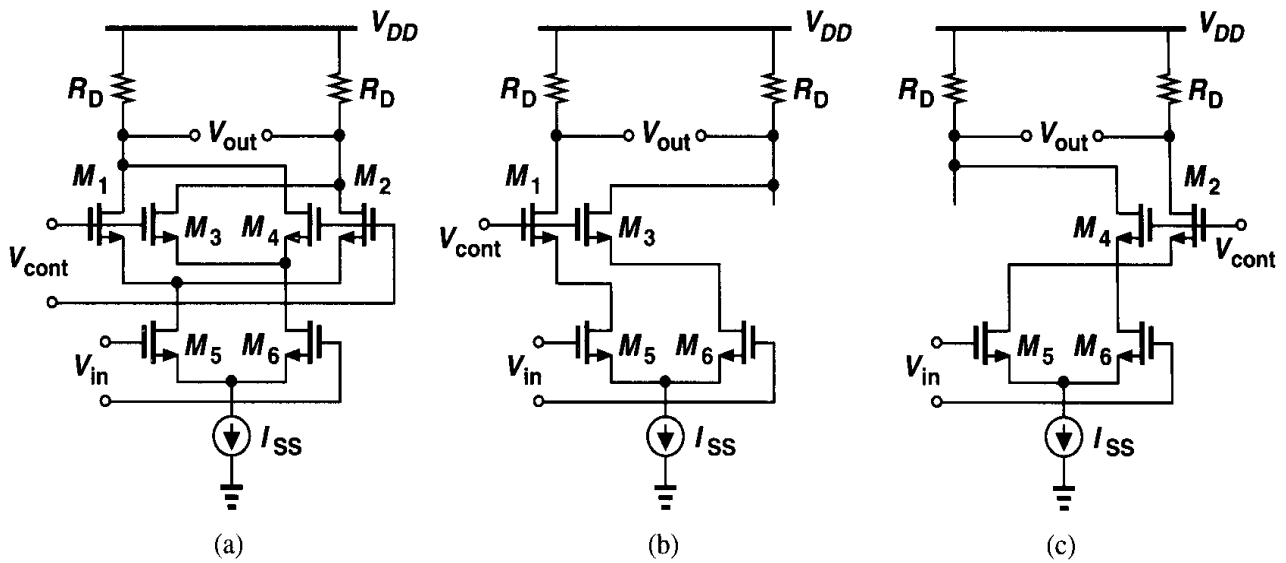 V_DD
R_D
R_D
V_out
M_1
M_2
M_3
M_4
V_cont
M_5
M_6
V_in
I_SS
(a)
V_DD
R_D
R_D
V_out
M_1
M_3
V_cont
M_5
M_6
V_in
I_SS
(b)
V_DD
R_D
R_D
V_out
M_2
M_4
V_cont
M_5
M_6
V_in
I_SS
(c)